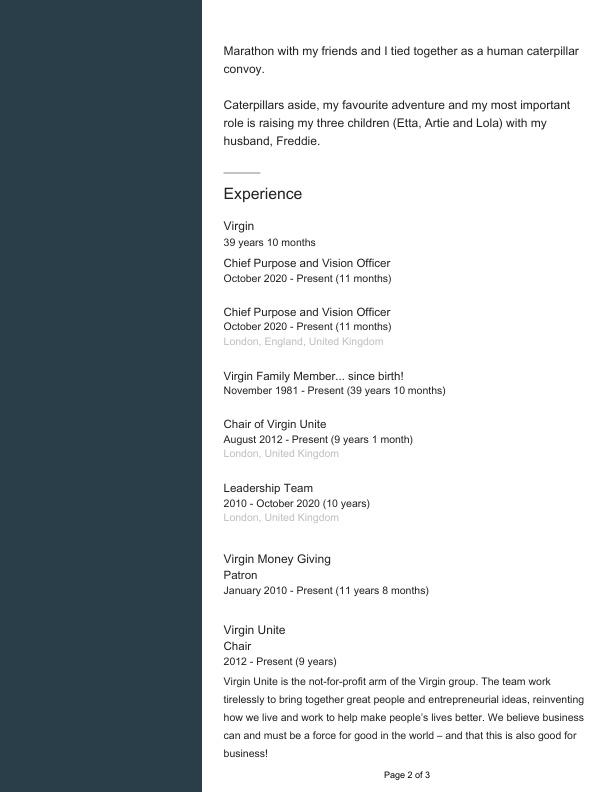 Marathon with my friends and I tied together as a human caterpillar
convoy.
Caterpillars aside, my favourite adventure and my most important
role is raising my three children (Etta, Artie and Lola) with my
husband, Freddie.
Experience
Virgin
39 years 10 months
Chief Purpose and Vision Officer
October 2020 - Present (11 months)
Chief Purpose and Vision Officer
October 2020 - Present (11 months)
London, England, United Kingdom
Virgin Family Member... since birth!
November 1981 - Present (39 years 10 months)
Chair of Virgin Unite
August 2012 - Present (9 years 1 month)
London, United Kingdom
Leadership Team
2010 - October 2020 (10 years)
London, United Kingdom
Virgin Money Giving
Patron
January 2010 - Present (11 years 8 months)
Virgin Unite
Chair
2012 - Present (9 years)
Virgin Unite is the not-for-profit arm of the Virgin group. The team work
tirelessly to bring together great people and entrepreneurial ideas, reinventing
how we live and work to help make people’s lives better. We believe business
can and must be a force for good in the world – and that this is also good for
business!
Page 2 of 3